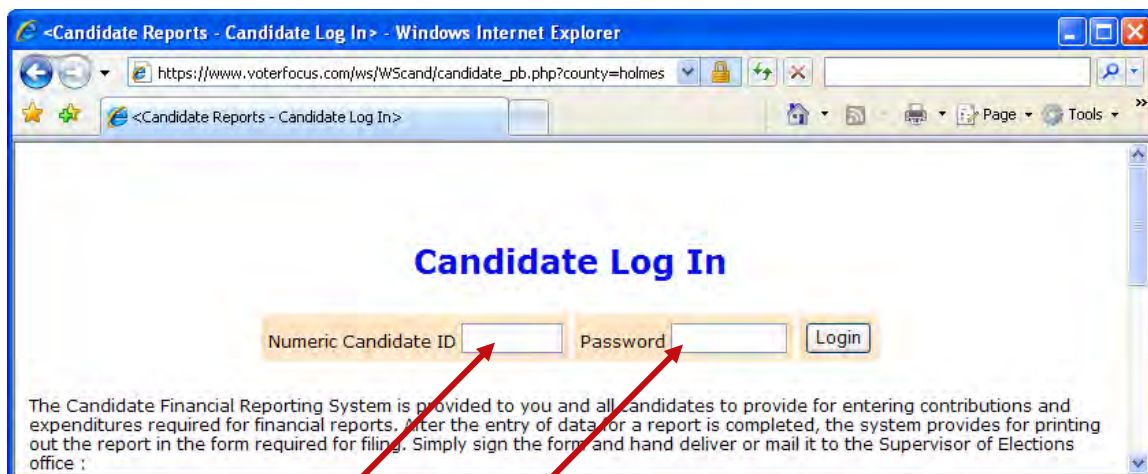 <Candidate Reports - Candidate Log In> - Windows Internet Explorer
https://www.voterfocus.com/ws/WScand/candidate_pb.php?county=holmes
<Candidate Reports - Candidate Log In>
Page
Tools
»
Candidate Log In
Numeric Candidate ID
Password
Login
The Candidate Financial Reporting System is provided to you and all candidates to provide for entering contributions and
expenditures required for financial reports. After the entry of data for a report is completed, the system provides for printing
out the report in the form required for filing. Simply sign the form and hand deliver or mail it to the Supervisor of Elections
office :